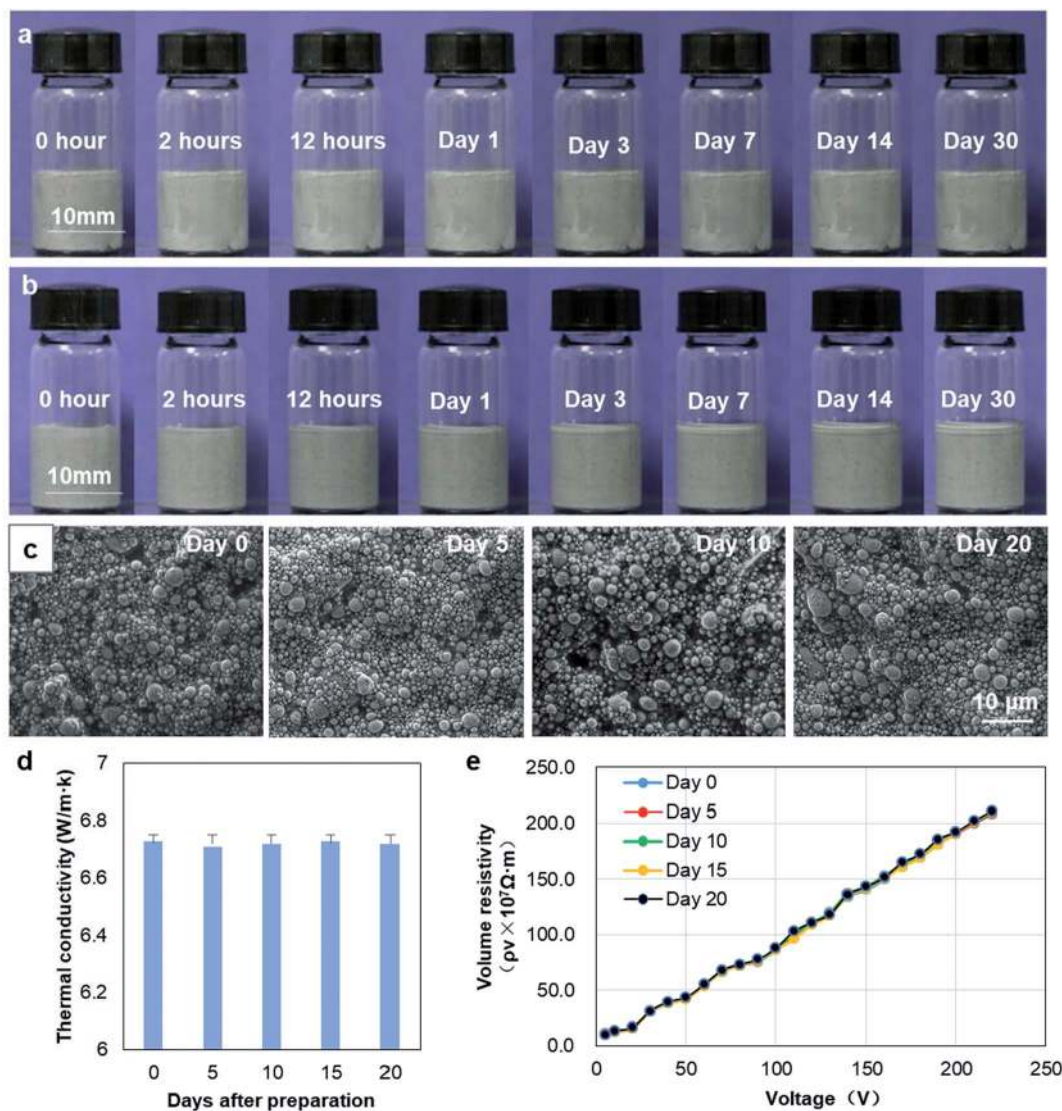 a
0 hour
2 hours
12 hours
Day 1
Day 3
Day 7
Day 14
Day 30
10mm
b
0 hour
2 hours
12 hours
Day 1
Day 3
Day 7
Day 14
Day 30
10mm
c
Day 0
Day 5
Day 10
Day 20
10 μm
d
Thermal conductivity (W/m·k)
7
6.8
6.6
6.4
6.2
6
0
5
10
15
20
Days after preparation
e
Volume resistivity
(ρv×10⁷Ω·m)
250.0
200.0
150.0
100.0
50.0
0.0
Day 0
Day 5
Day 10
Day 15
Day 20
0
50
100
150
200
250
Voltage (V)